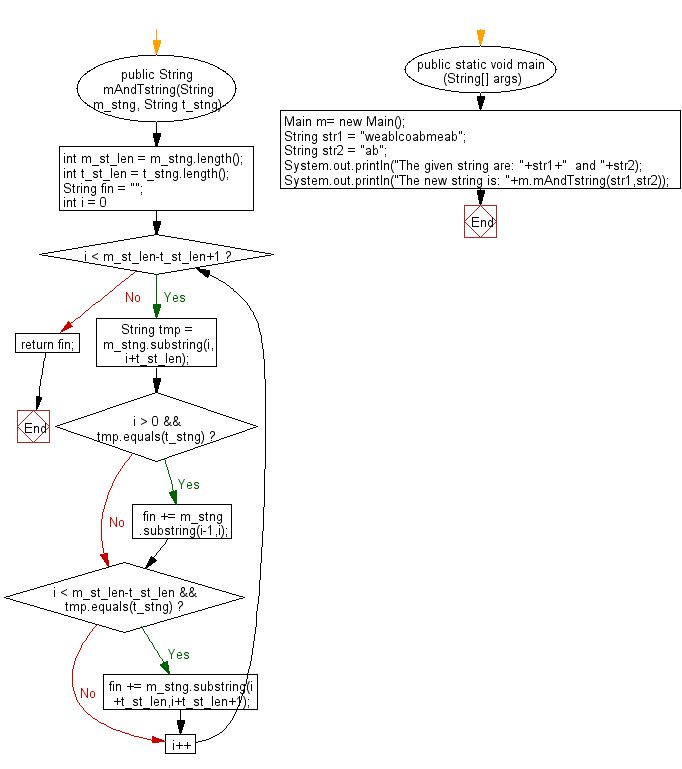 public String
mAndTstring(String
m_stng, String t_stng)
int m_st_len = m_stng.length();
int t_st_len = t_stng.length();
String fin = "";
int i = 0
i < m_st_len-t_st_len+1 ?
No
Yes
return fin;
End
String tmp =
m_stng.substring(i,
i+t_st_len);
i > 0 &&
tmp.equals(t_stng) ?
Yes
No
fin += m_stng
.substring(i-1,i);
i < m_st_len-t_st_len &&
tmp.equals(t_stng) ?
Yes
No
fin += m_stng.substring(i
+t_st_len,i+t_st_len+1);
i++
public static void main
(String[] args)
Main m= new Main();
String str1 = "weablcoabmeab";
String str2 = "ab";
System.out.println("The given string are: "+str1+"  and "+str2);
System.out.println("The new string is: "+m.mAndTstring(str1,str2));
End